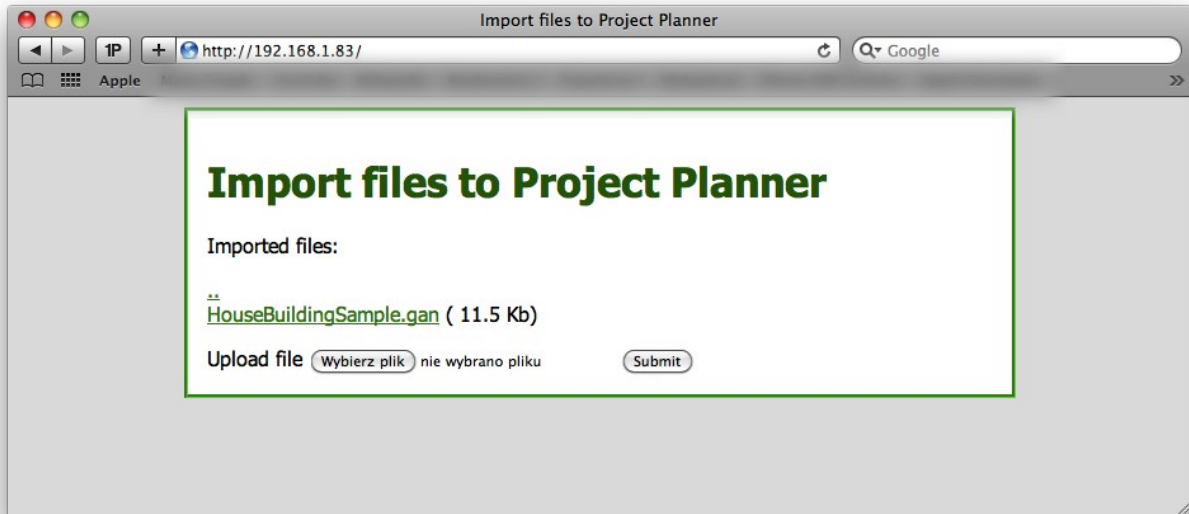 Import files to Project Planner
1P + http://192.168.1.83/ Google
Apple
Import files to Project Planner
Imported files:
..
HouseBuildingSample.gan ( 11.5 Kb)
Upload file Wybierz plik nie wybrano pliku Submit